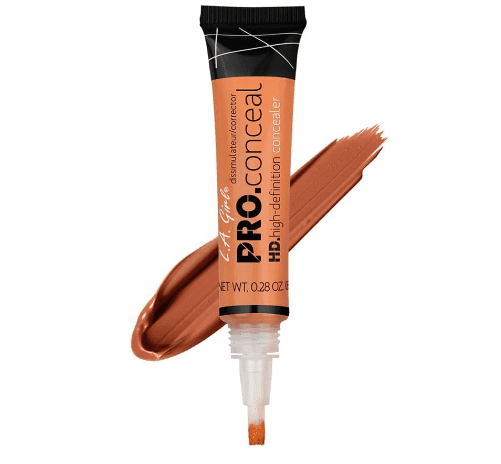 L.A. Girl®
dissimulateur/corrector
PRO.conceal
HD.high-definition concealer
NET WT. 0.28 OZ.